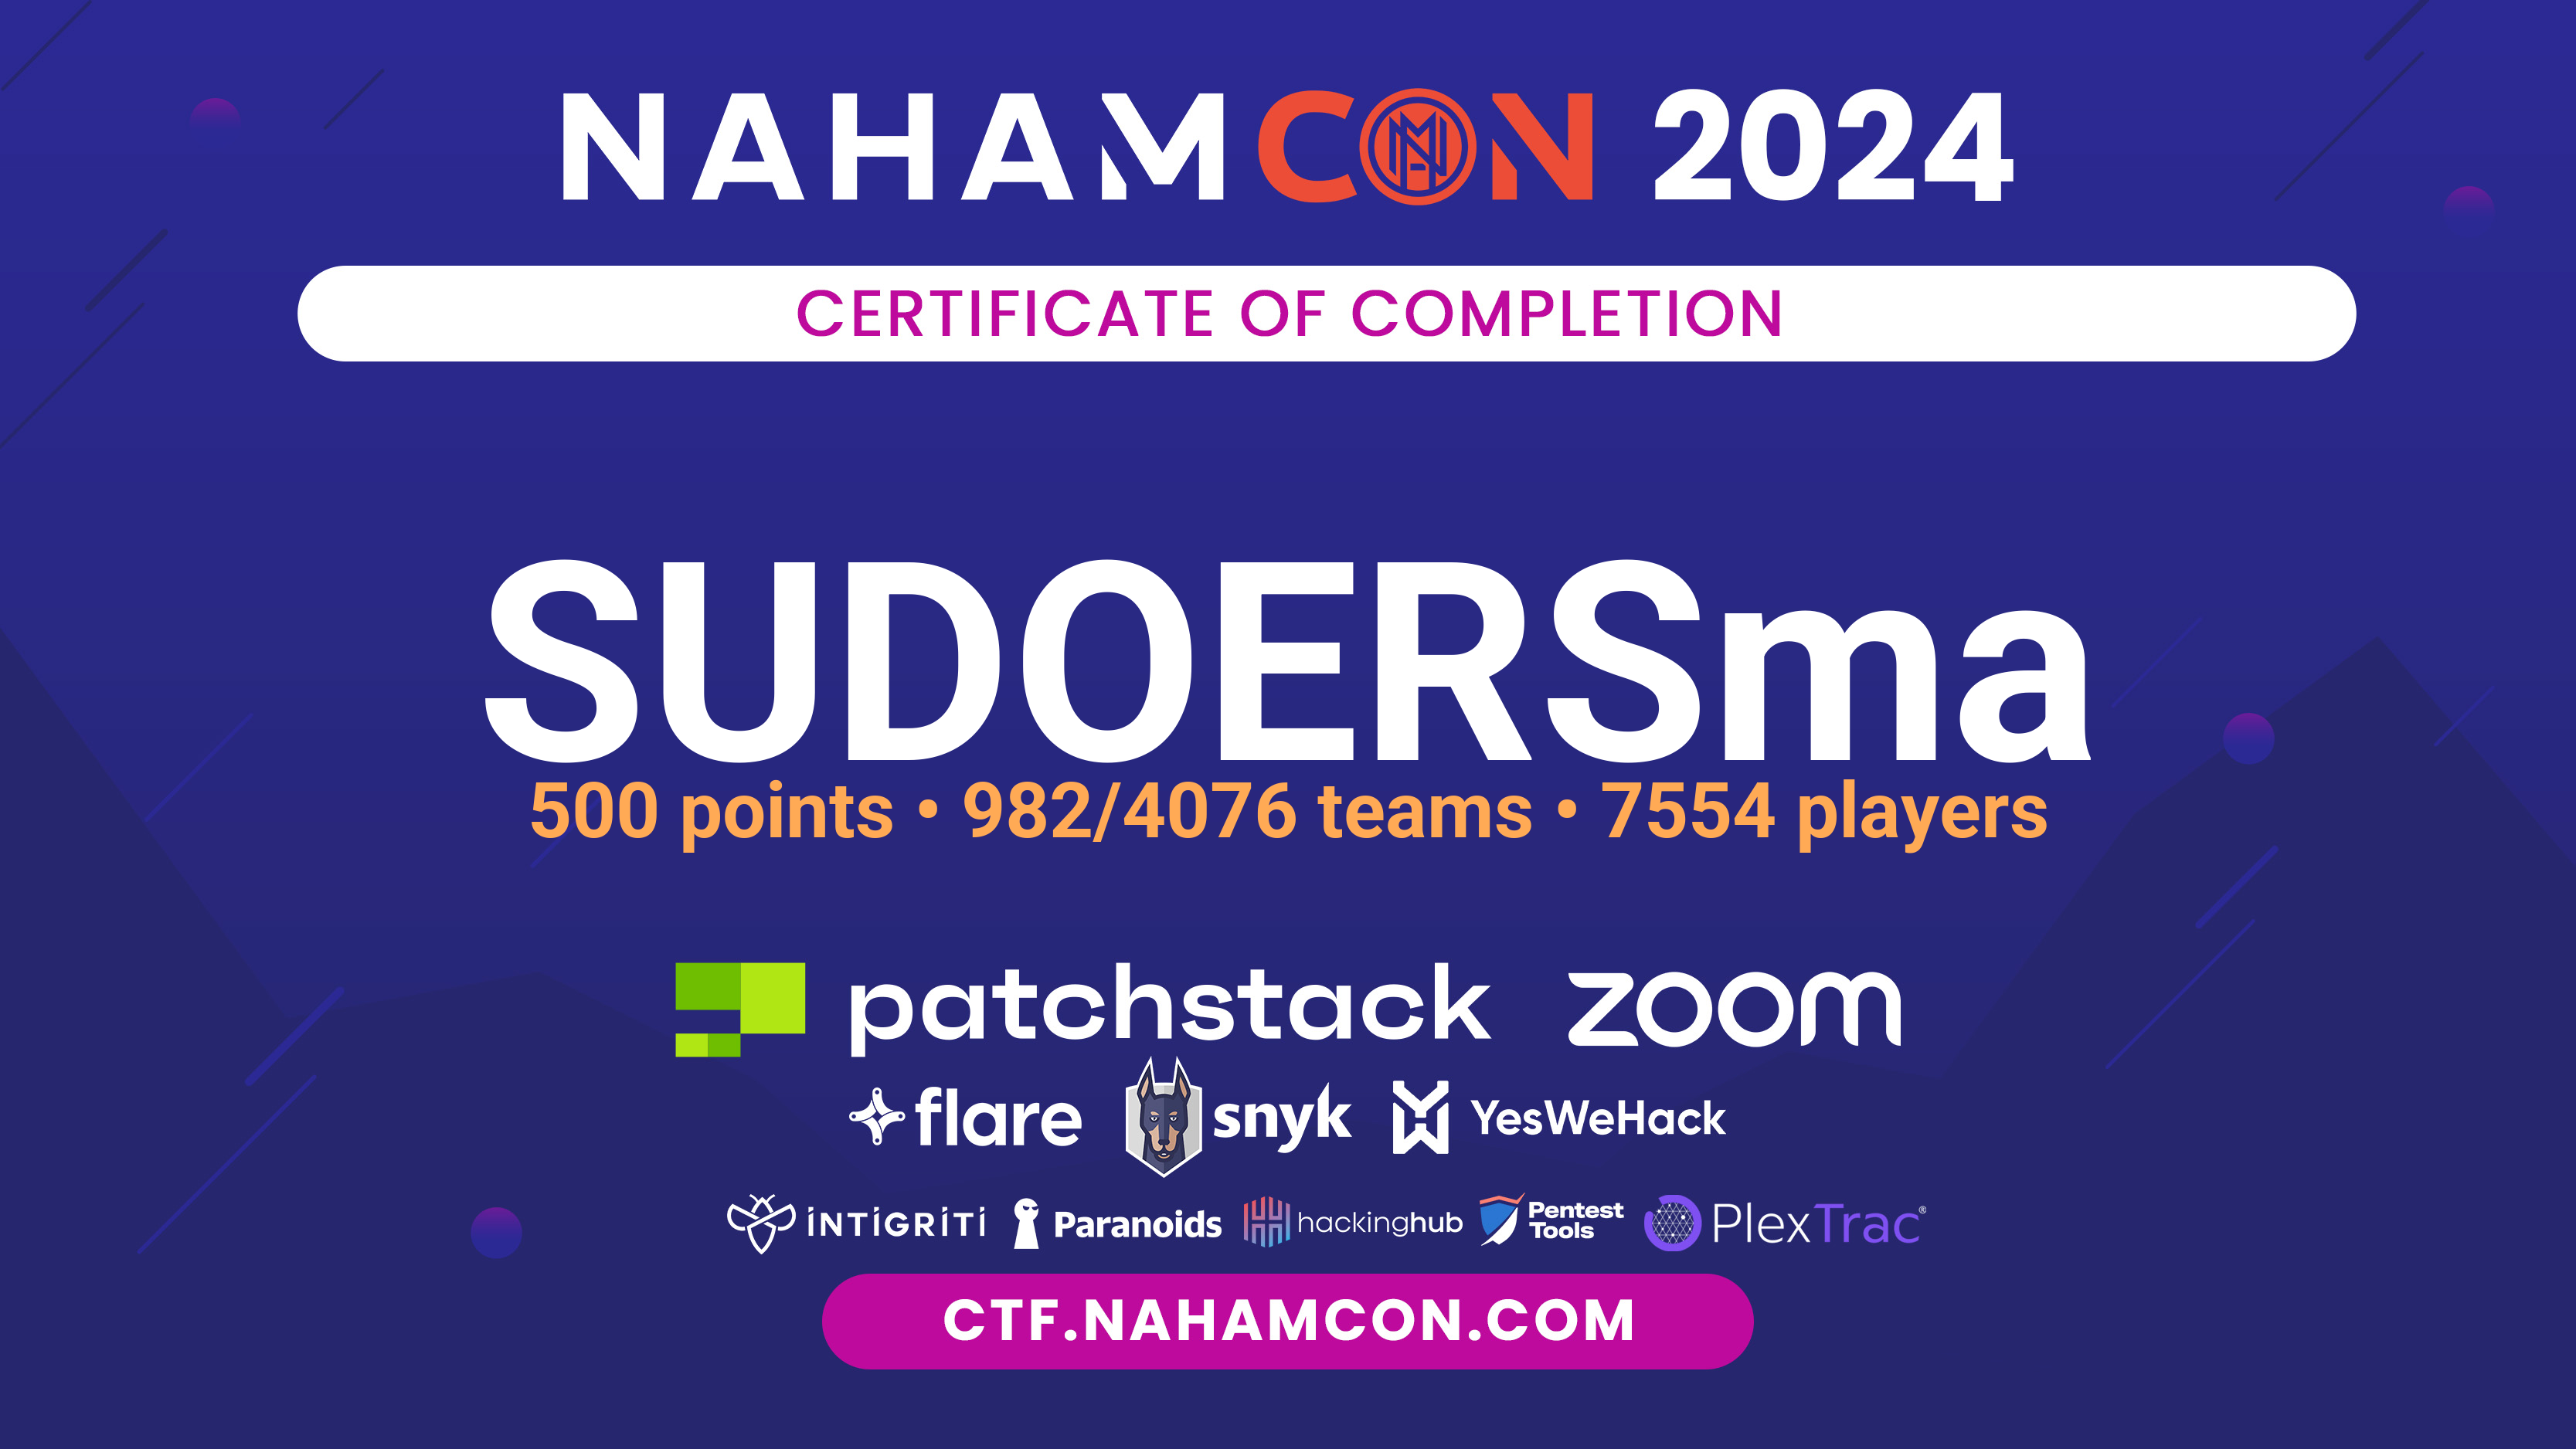 NAHAMCON 2024
CERTIFICATE OF COMPLETION
SUDOERSma
500 points • 982/4076 teams • 7554 players
patchstack zoom
flare snyk YesWeHack
INTIGRITI Paranoids hackinghub Pentest Tools PlexTrac®
CTF.NAHAMCON.COM